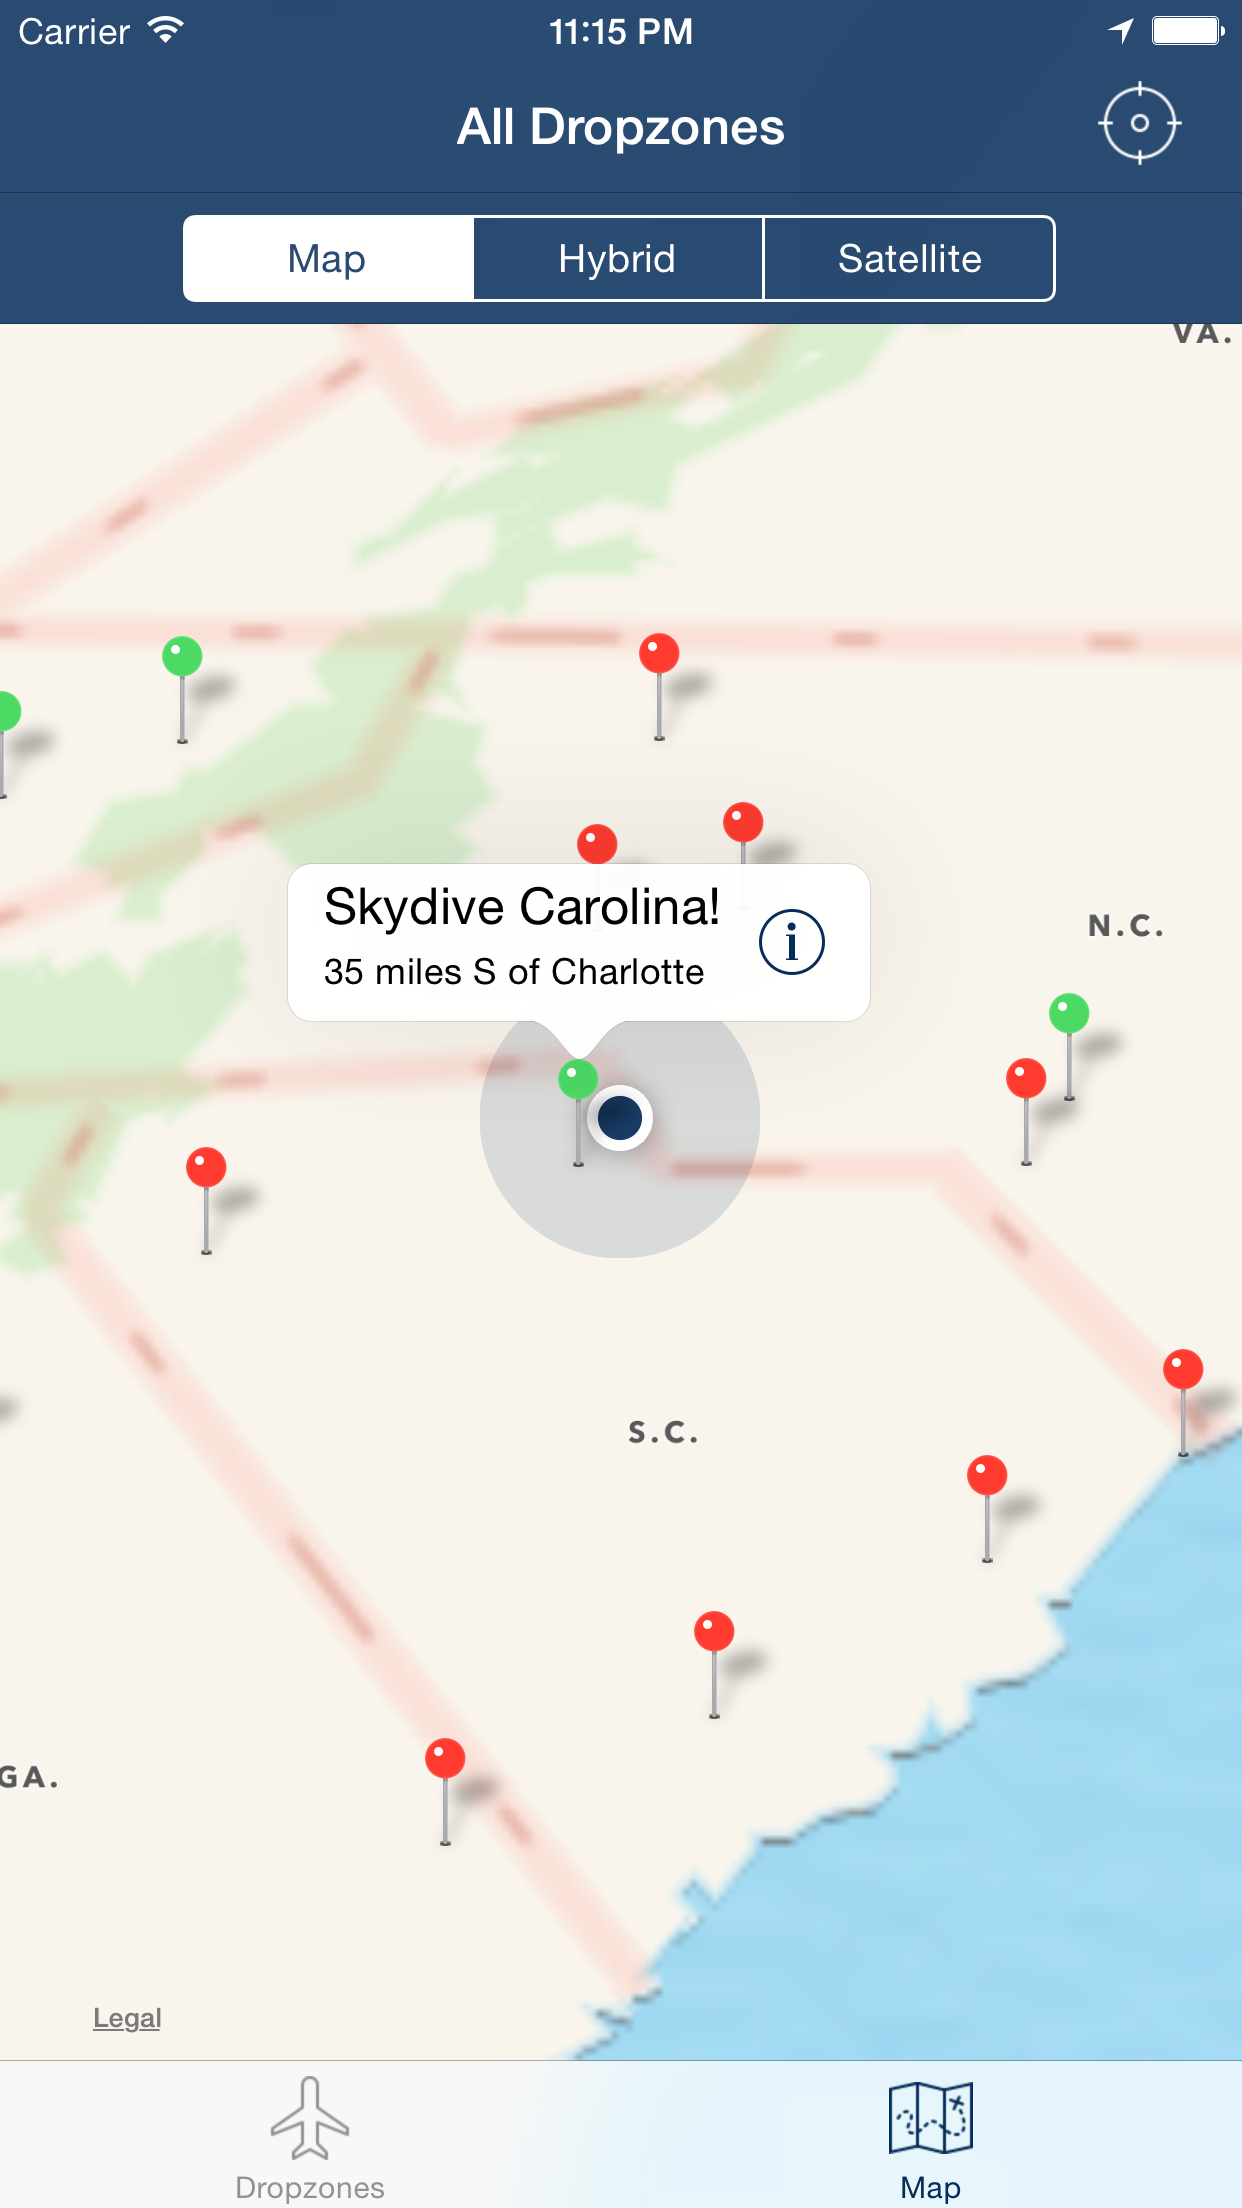 Carrier 11:15 PM
All Dropzones
Map Hybrid Satellite
VA.
Skydive Carolina!
35 miles S of Charlotte
N.C.
S.C.
GA.
Legal
Dropzones Map